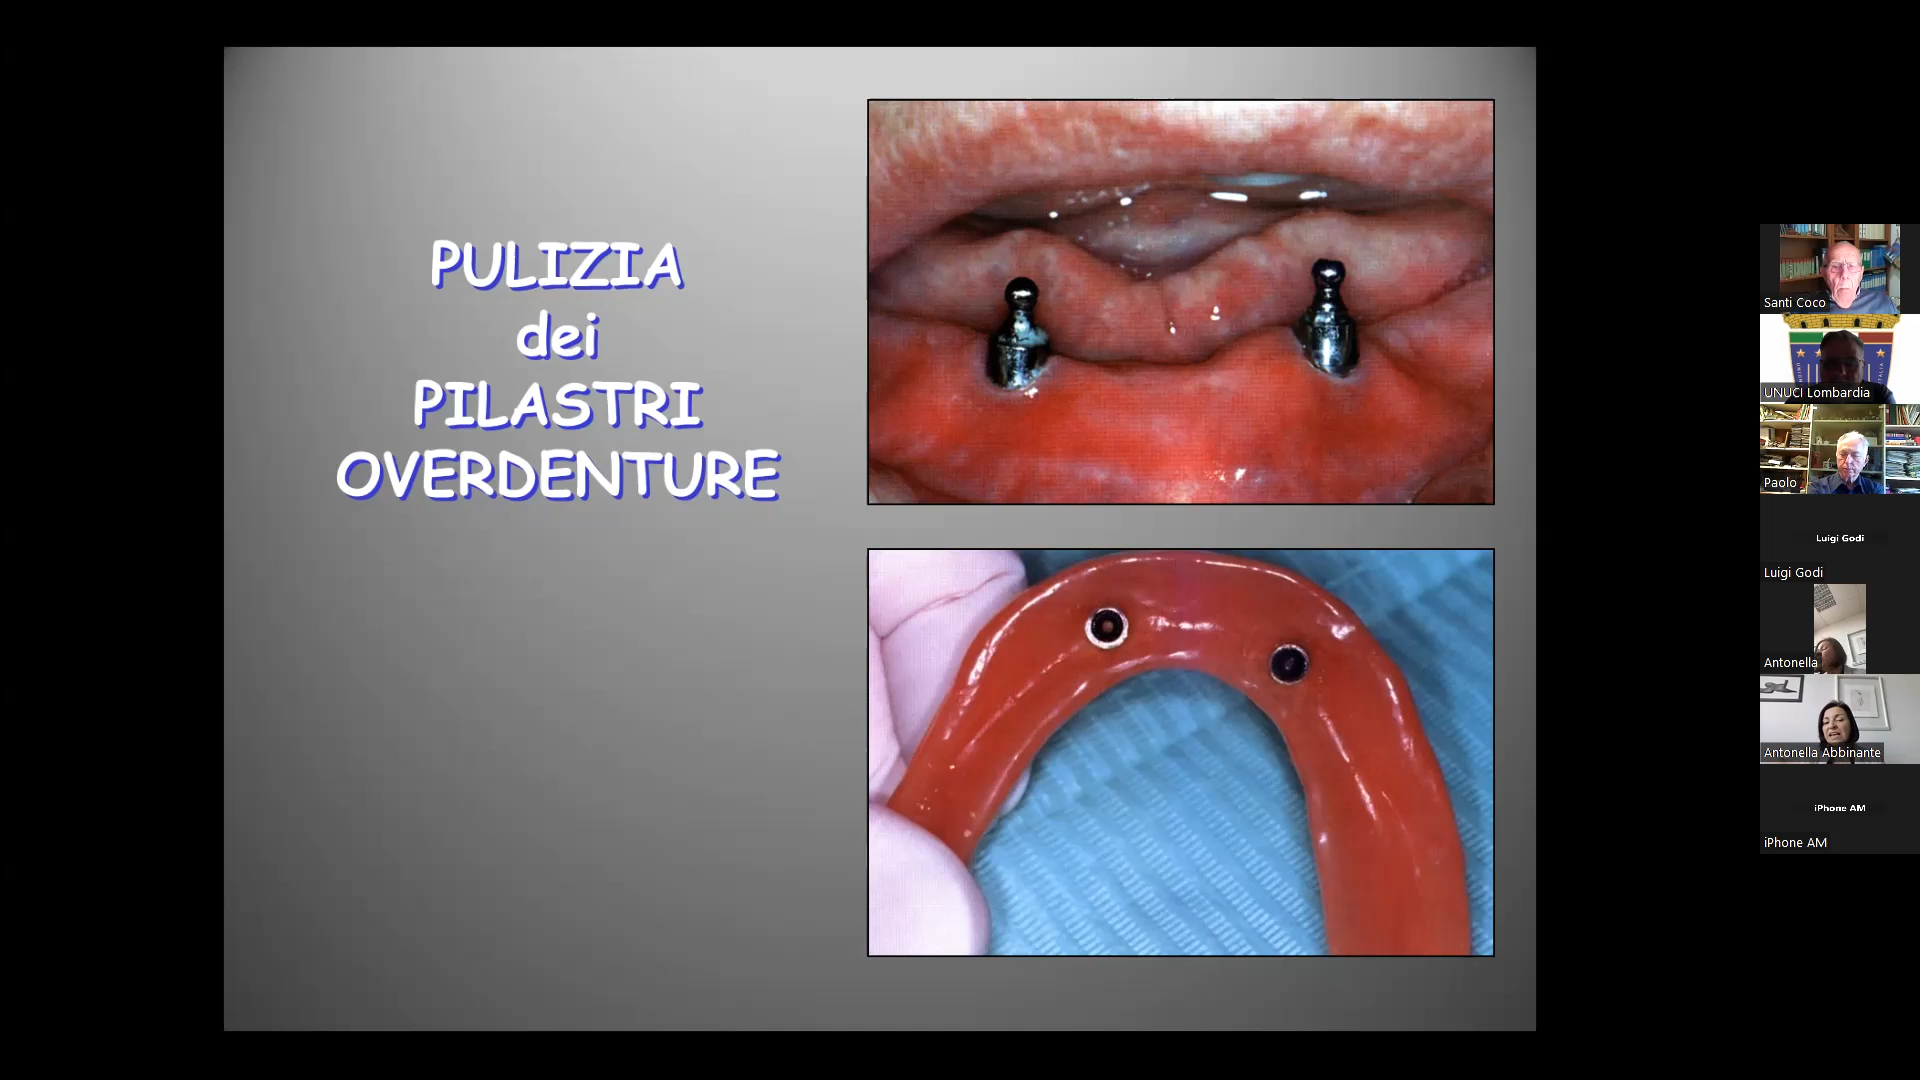 PULIZIA
dei
PILASTRI
OVERDENTURE
Santi Coco
UNUCI Lombardia
Paolo
Luigi Godi
Luigi Godi
Antonella
Antonella Abbinante
iPhone AM
iPhone AM